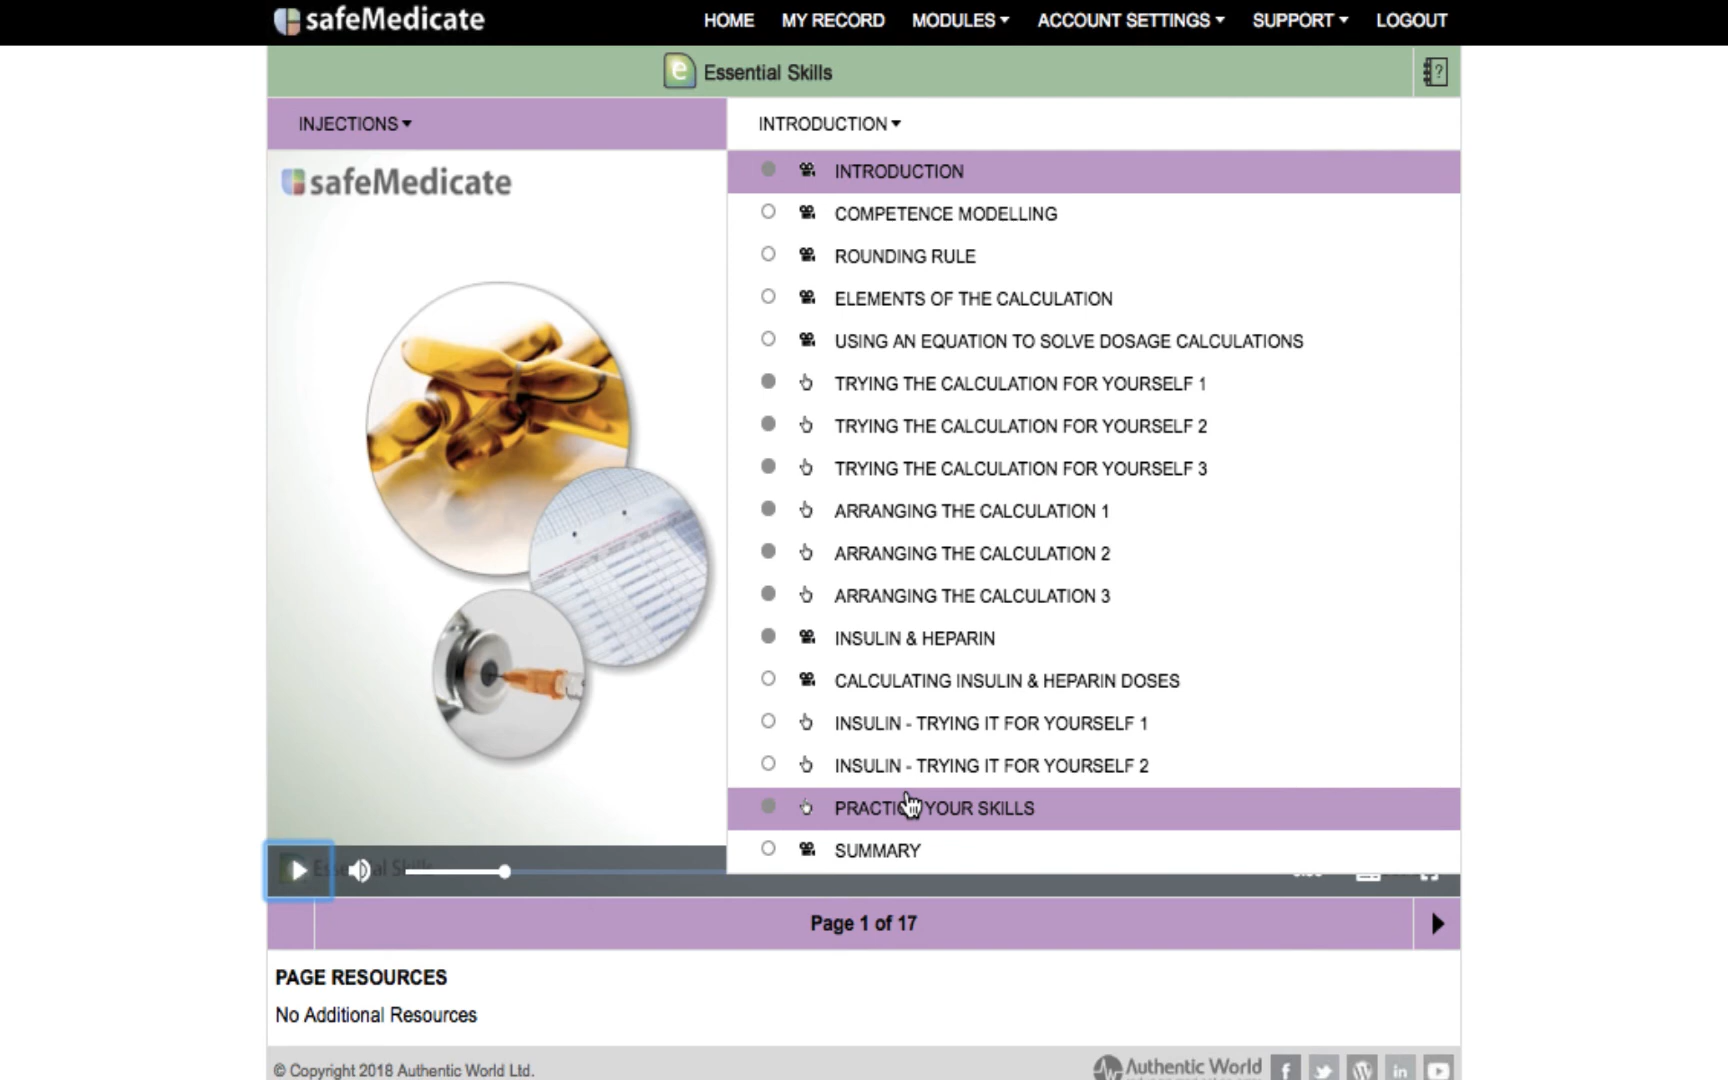 safeMedicate
HOME MY RECORD MODULES ACCOUNT SETTINGS SUPPORT LOGOUT
Essential Skills
INJECTIONS
INTRODUCTION
safeMedicate
INTRODUCTION
COMPETENCE MODELLING
ROUNDING RULE
ELEMENTS OF THE CALCULATION
USING AN EQUATION TO SOLVE DOSAGE CALCULATIONS
TRYING THE CALCULATION FOR YOURSELF 1
TRYING THE CALCULATION FOR YOURSELF 2
TRYING THE CALCULATION FOR YOURSELF 3
ARRANGING THE CALCULATION 1
ARRANGING THE CALCULATION 2
ARRANGING THE CALCULATION 3
INSULIN & HEPARIN
CALCULATING INSULIN & HEPARIN DOSES
INSULIN - TRYING IT FOR YOURSELF 1
INSULIN - TRYING IT FOR YOURSELF 2
YOUR SKILLS
SUMMARY
Page 1 of 17
PAGE RESOURCES
No Additional Resources
© Copyright 2018 Authentic World Ltd.
Authentic World